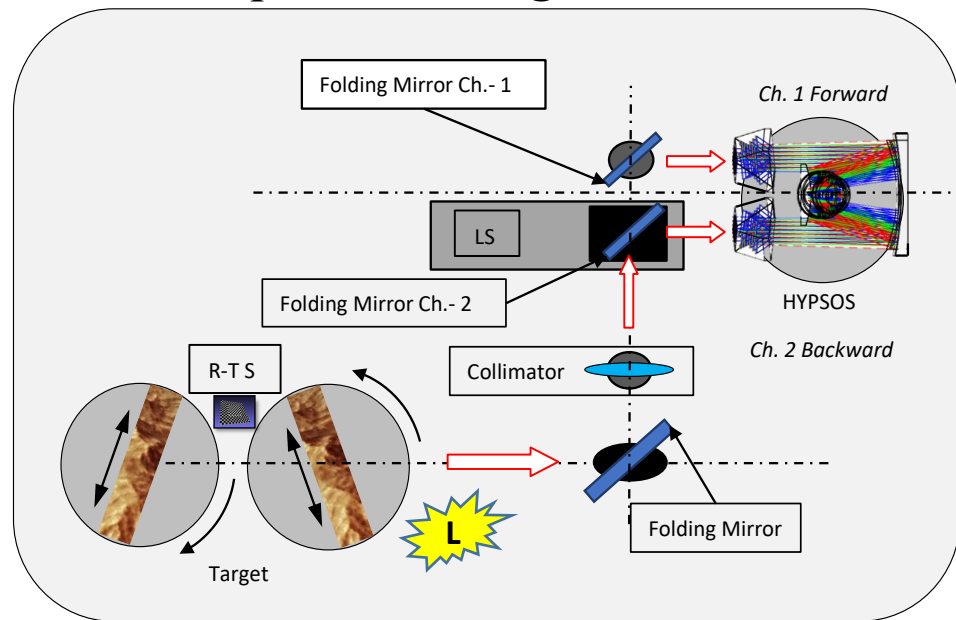 Folding Mirror Ch.- 1
Ch. 1 Forward
LS
Folding Mirror Ch.- 2
HYPSOS
Ch. 2 Backward
R-T S
Collimator
L
Folding Mirror
Target